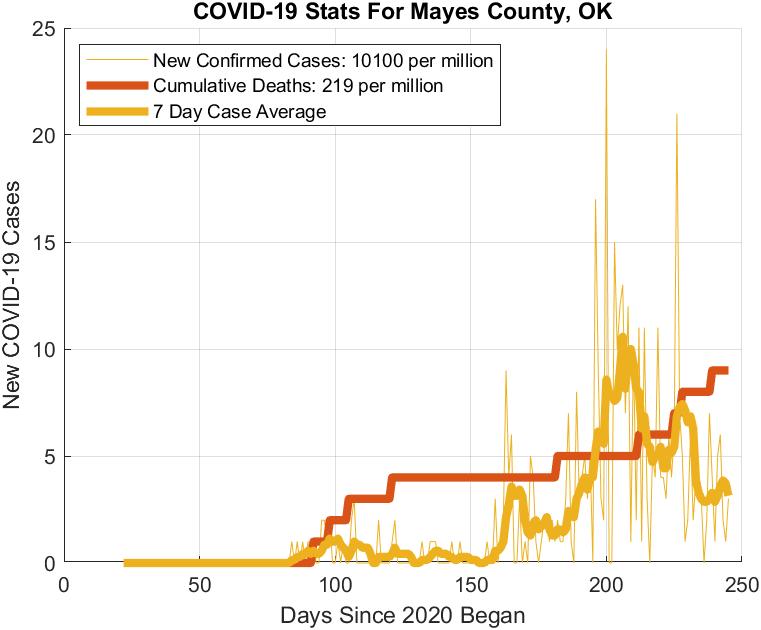 COVID-19 Stats For Mayes County, OK
New Confirmed Cases: 10100 per million
Cumulative Deaths: 219 per million
7 Day Case Average
New COVID-19 Cases
25
20
15
10
5
0
0 50 100 150 200 250
Days Since 2020 Began